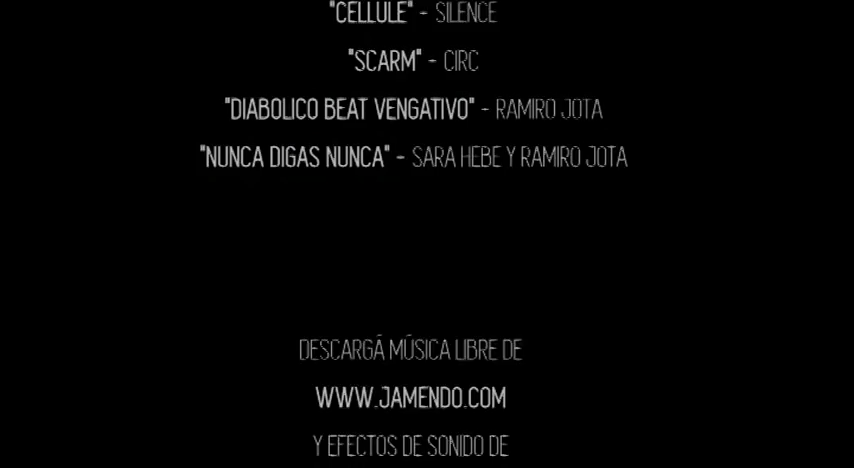 "CELLULE" - SILENCE
"SCARM" - CIRC
"DIABOLICO BEAT VENGATIVO" - RAMIRO JOTA
"NUNCA DIGAS NUNCA" - SARA HEBE Y RAMIRO JOTA
DESCARGÁ MÚSICA LIBRE DE
WWW.JAMENDO.COM
Y EFECTOS DE SONIDO DE